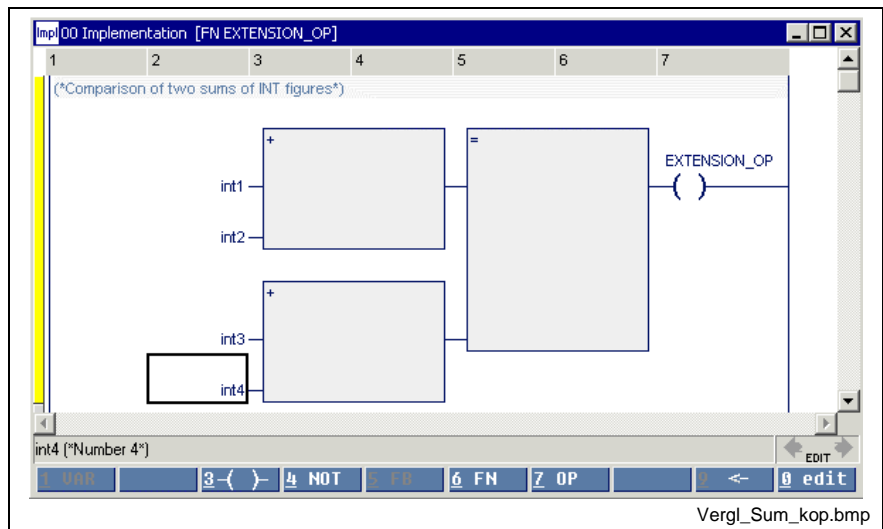 Impl 00 Implementation [FN EXTENSION_OP]
1 2 3 4 5 6 7
(*Comparison of two sums of INT figures*)
+ =
EXTENSION_OP
int1
( )
int2
+
int3
int4
int4 (*Number 4*)
EDIT
1 VAR 3-( )- 4 NOT 5 FB 6 FN 7 OP 9 <- 0 edit
Vergl_Sum_kop.bmp